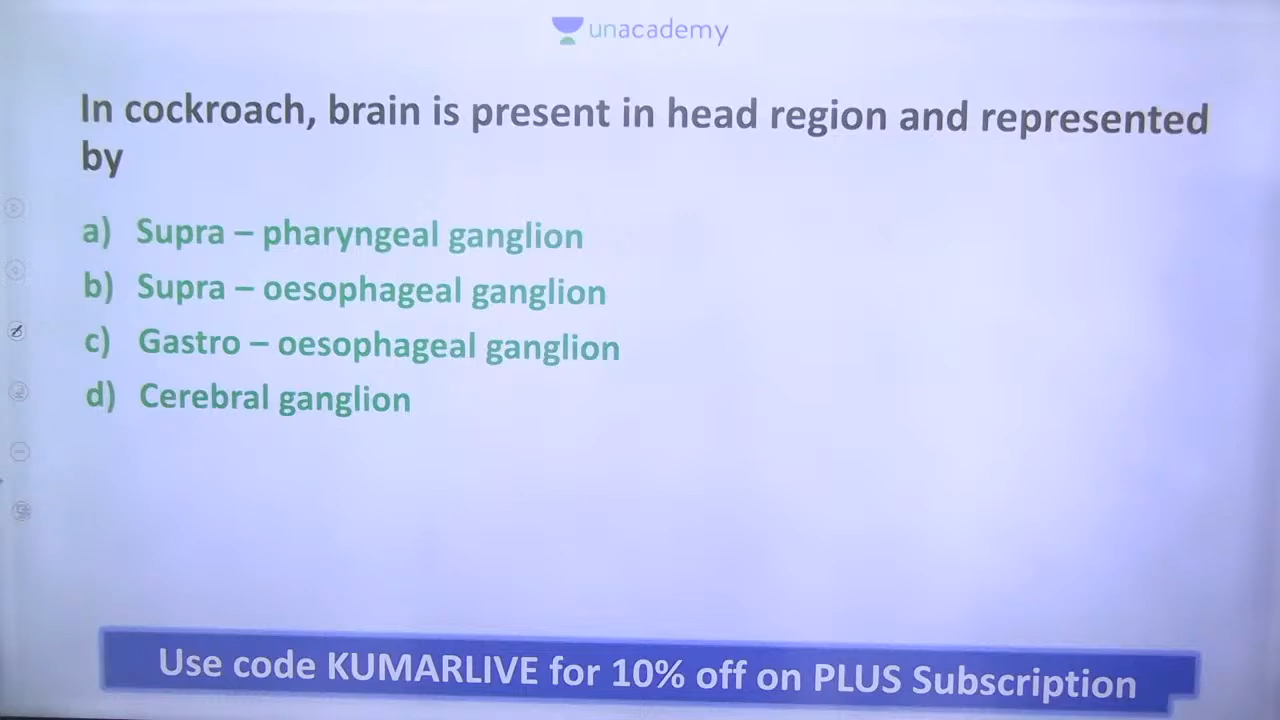 unacademy
In cockroach, brain is present in head region and represented
by
a) Supra – pharyngeal ganglion
b) Supra – oesophageal ganglion
c) Gastro – oesophageal ganglion
d) Cerebral ganglion
Use code KUMARLIVE for 10% off on PLUS Subscription